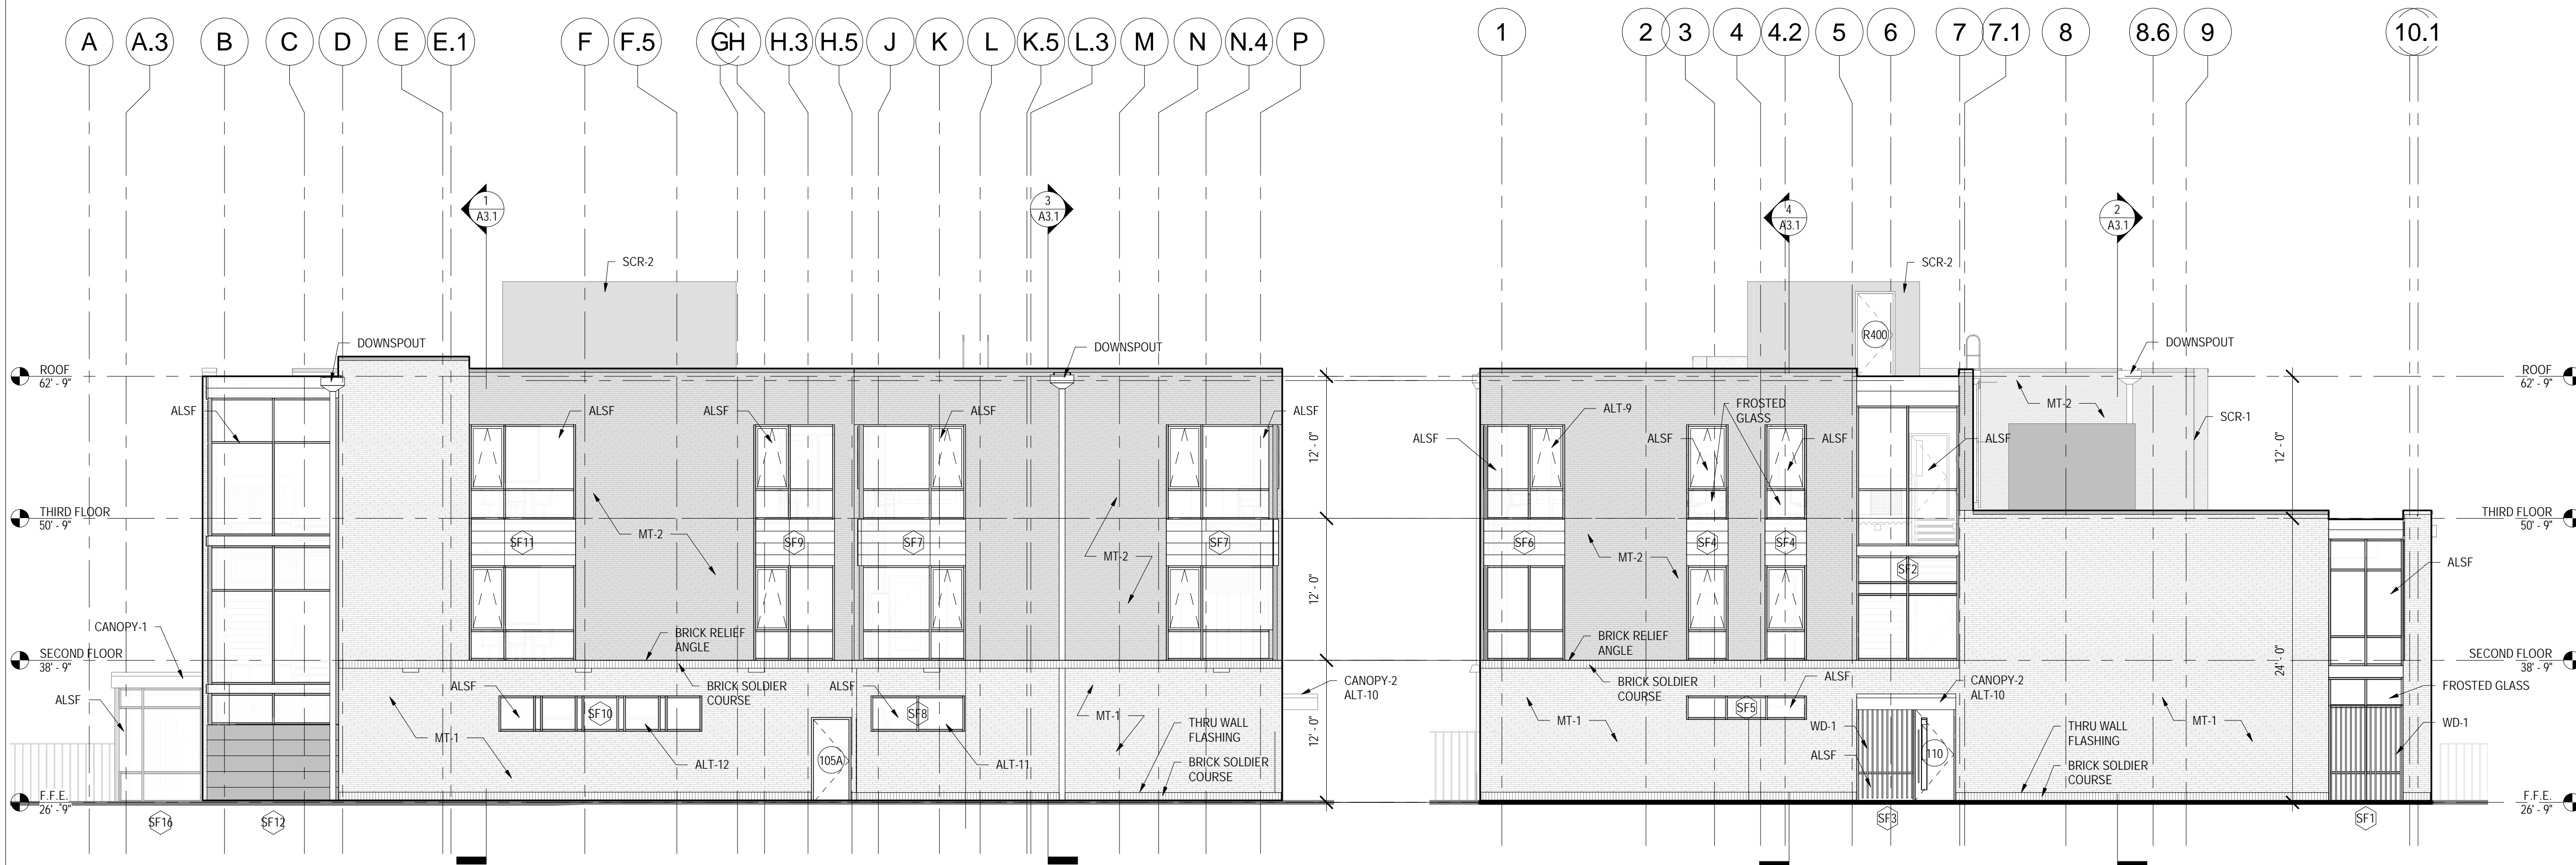 A
A.3
B
C
D
E
E.1
F
F.5
G
H
H.3
H.5
J
K
L
K.5
L.3
M
N
N.4
P
1
A3.1
3
A3.1
SCR-2
DOWNSPOUT
DOWNSPOUT
ROOF
62' - 9"
ALSF
ALSF
ALSF
ALSF
ALSF
12' - 0"
THIRD FLOOR
50' - 9"
MT-2
SF11
SF9
SF7
MT-2
SF7
12' - 0"
CANOPY-1
BRICK RELIEF
ANGLE
SECOND FLOOR
38' - 9"
ALSF
ALSF
BRICK SOLDIER
COURSE
ALSF
CANOPY-2
ALT-10
SF10
SF8
MT-1
MT-1
THRU WALL
FLASHING
12' - 0"
ALT-12
105A
ALT-11
BRICK SOLDIER
COURSE
F.F.E.
26' - 9"
SF16
SF12
1
2
3
4
4.2
5
6
7
7.1
8
8.6
9
10.1
4
A3.1
2
A3.1
SCR-2
R400
DOWNSPOUT
ROOF
62' - 9"
MT-2
ALT-9
FROSTED
GLASS
SCR-1
ALSF
ALSF
ALSF
ALSF
12' - 0"
THIRD FLOOR
50' - 9"
SF6
MT-2
SF4
SF4
SF2
ALSF
BRICK RELIEF
ANGLE
SECOND FLOOR
38' - 9"
BRICK SOLDIER
COURSE
ALSF
CANOPY-2
ALT-10
24' - 0"
FROSTED GLASS
SF5
MT-1
WD-1
MT-1
WD-1
ALSF
110
THRU WALL
FLASHING
BRICK SOLDIER
COURSE
F.F.E.
26' - 9"
SF3
SF1